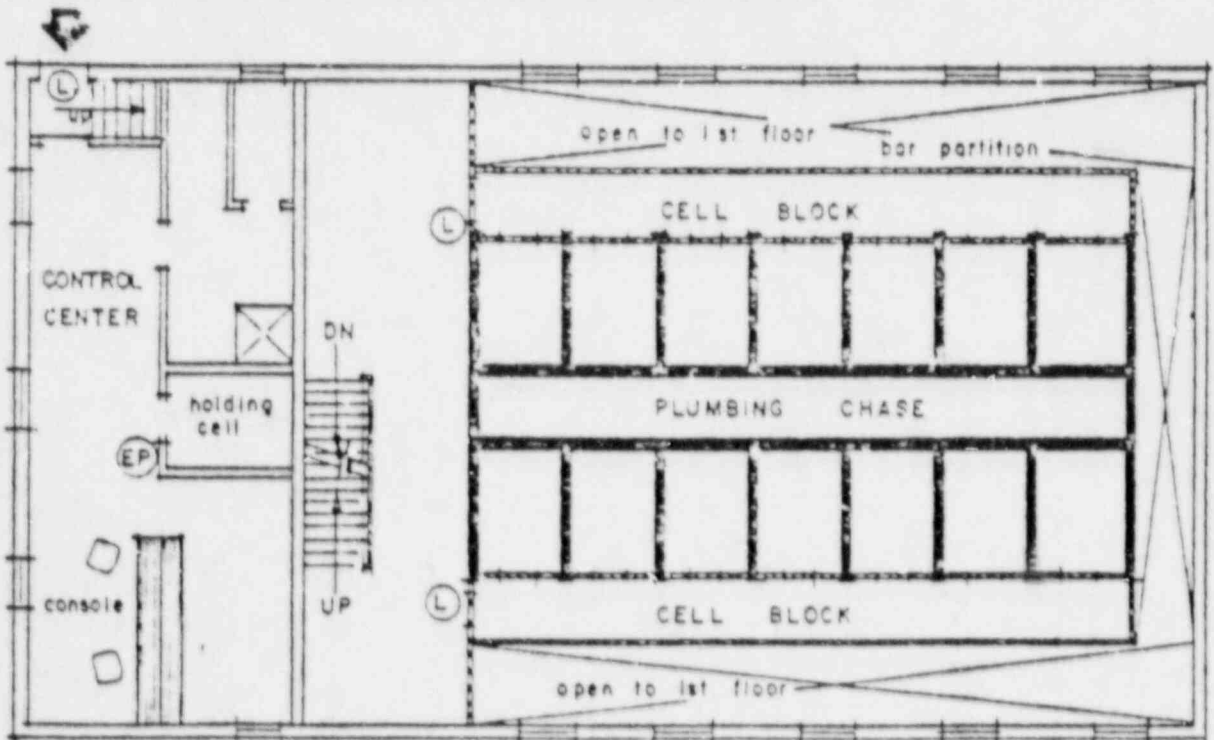 L
UP
open to 1st floor
bar partition
CELL BLOCK
L
CONTROL
CENTER
DN
holding
cell
PLUMBING CHASE
EP
console
UP
L
CELL BLOCK
open to 1st floor